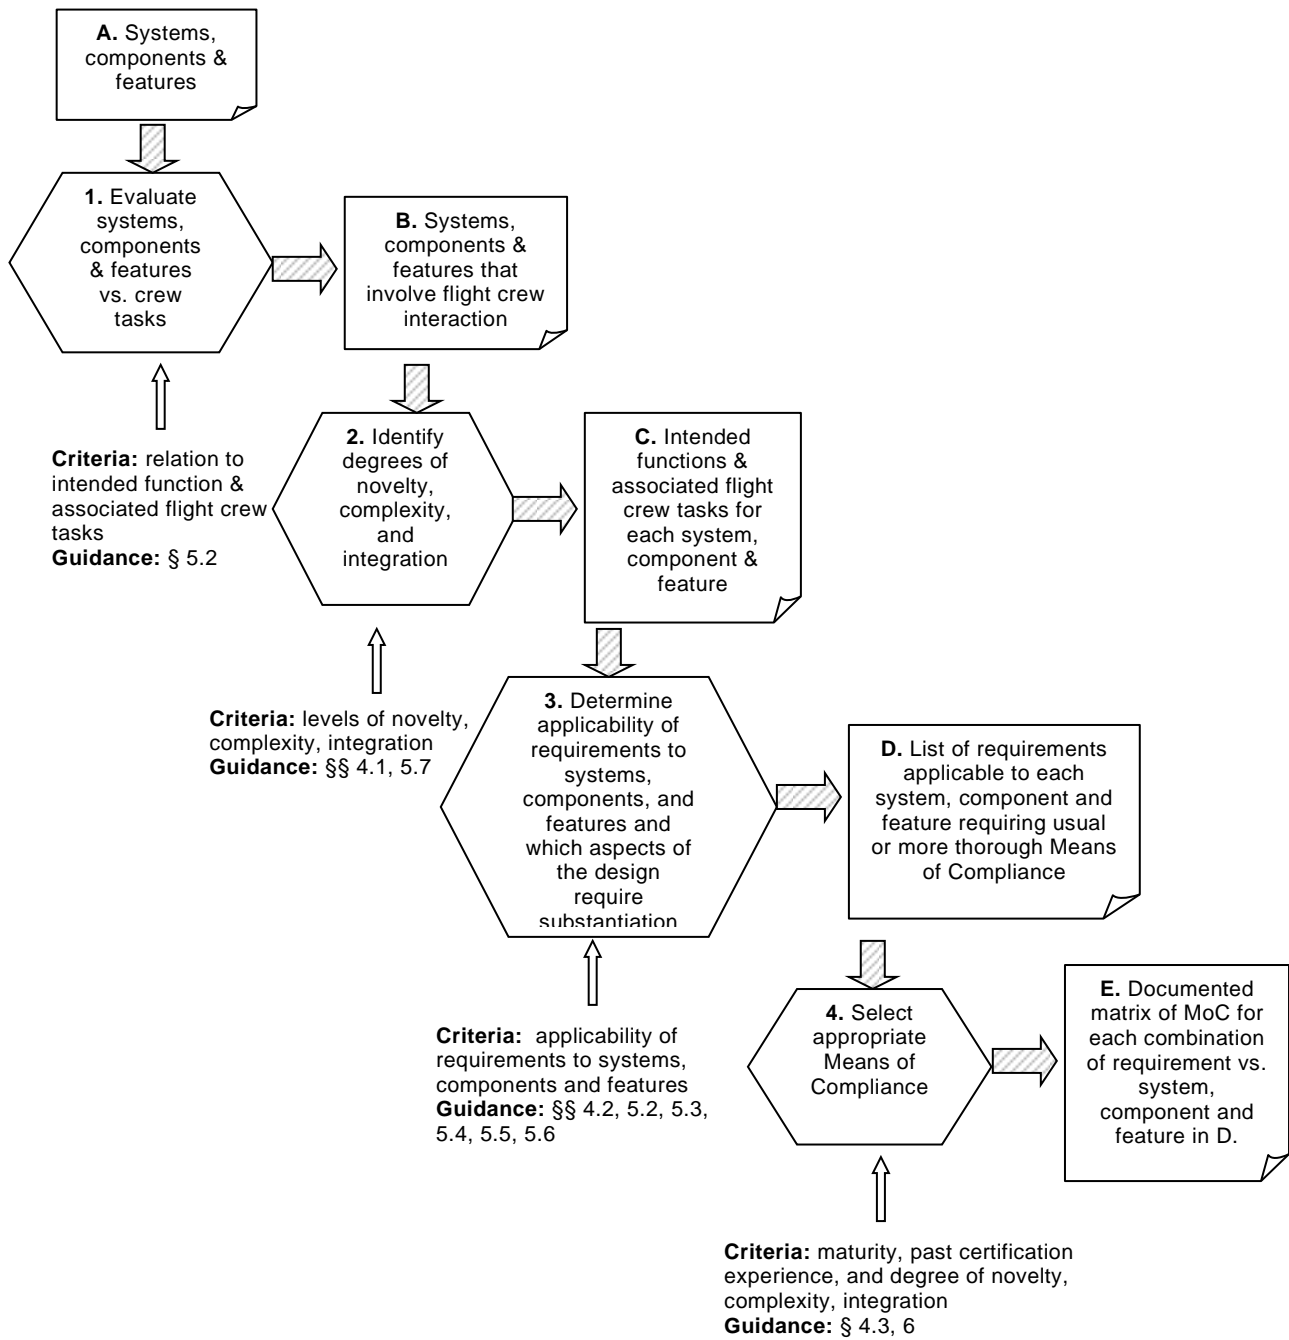 A. Systems,
components &
features
1. Evaluate
systems,
components
& features
vs. crew
tasks
B. Systems,
components &
features that
involve flight crew
interaction
Criteria: relation to
intended function &
associated flight crew
tasks
Guidance: § 5.2
2. Identify
degrees of
novelty,
complexity,
and
integration
C. Intended
functions &
associated flight
crew tasks for
each system,
component &
feature
Criteria: levels of novelty,
complexity, integration
Guidance: §§ 4.1, 5.7
3. Determine
applicability of
requirements to
systems,
components, and
features and
which aspects of
the design
require
substantiation
D. List of requirements
applicable to each
system, component and
feature requiring usual
or more thorough Means
of Compliance
Criteria: applicability of
requirements to systems,
components and features
Guidance: §§ 4.2, 5.2, 5.3,
5.4, 5.5, 5.6
4. Select
appropriate
Means of
Compliance
E. Documented
matrix of MoC for
each combination
of requirement vs.
system,
component and
feature in D.
Criteria: maturity, past certification
experience, and degree of novelty,
complexity, integration
Guidance: § 4.3, 6